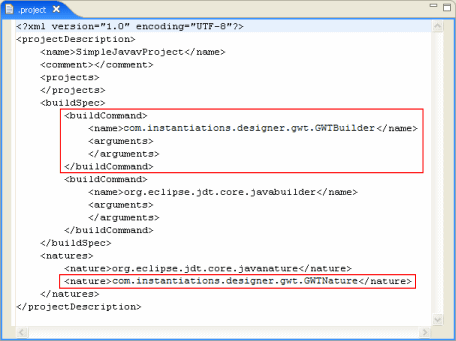 .project
<?xml version="1.0" encoding="UTF-8"?>
<projectDescription>
<name>SimpleJavavProject</name>
<comment></comment>
<projects>
</projects>
<buildSpec>
<buildCommand>
<name>com.instantiations.designer.gwt.GWTBuilder</name>
<arguments>
</arguments>
</buildCommand>
<buildCommand>
<name>org.eclipse.jdt.core.javabuilder</name>
<arguments>
</arguments>
</buildCommand>
</buildSpec>
<natures>
<nature>org.eclipse.jdt.core.javanature</nature>
<nature>com.instantiations.designer.gwt.GWTNature</nature>
</natures>
</projectDescription>